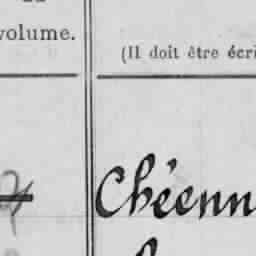 volume.
(Il doit être écri
Chéenn